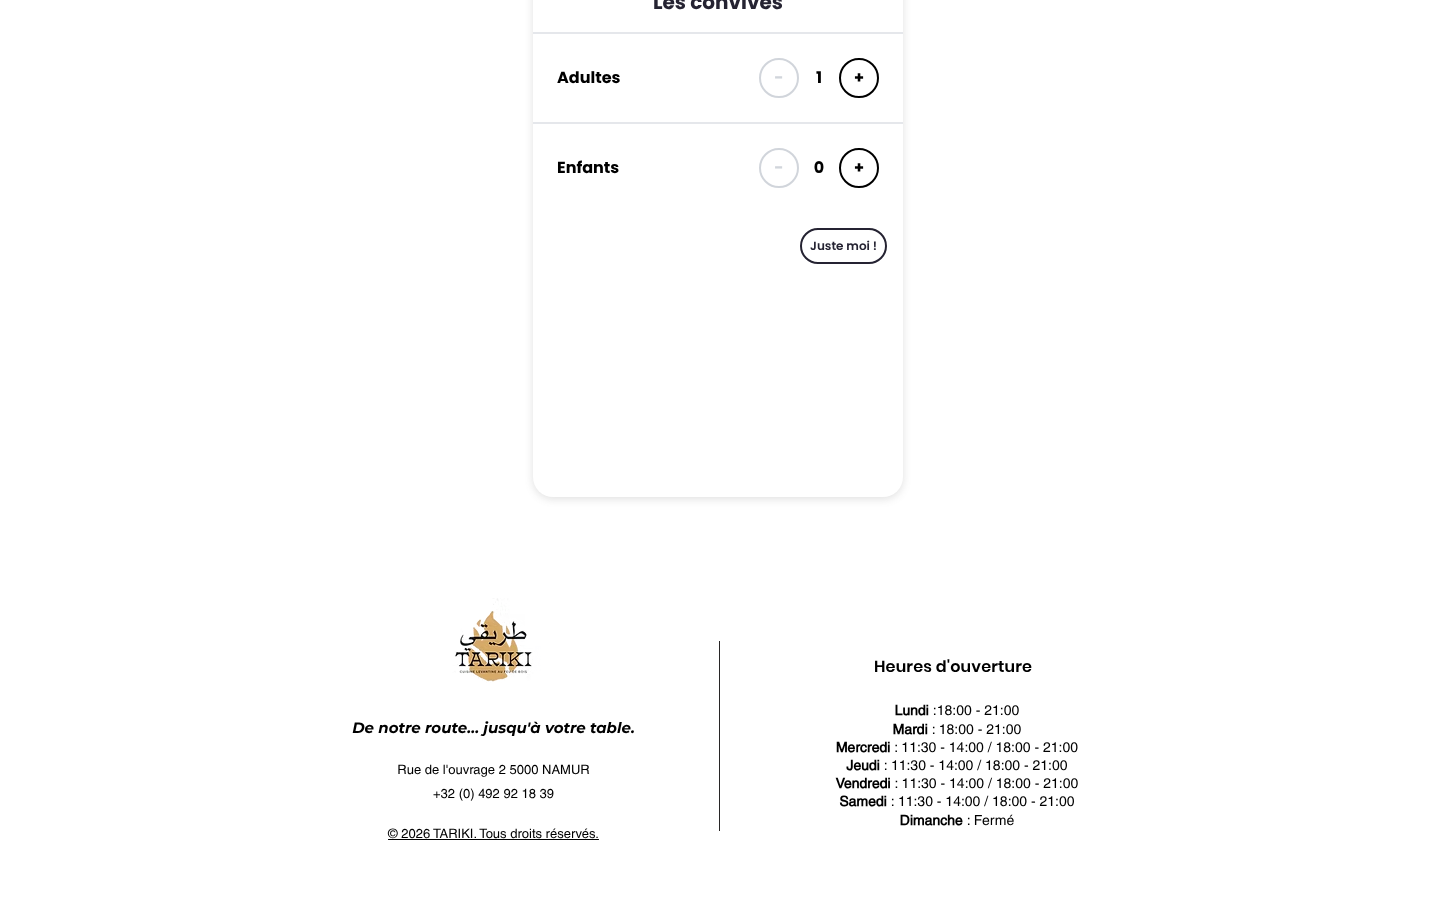 Les convives
Adultes
-
1
+
Enfants
-
0
+
Juste moi !
طريقي
TARIKI
De notre route... jusqu'à votre table.
Rue de l'ouvrage 2 5000 NAMUR
+32 (0) 492 92 18 39
© 2026 TARIKI. Tous droits réservés.
Heures d'ouverture
Lundi :18:00 - 21:00
Mardi : 18:00 - 21:00
Mercredi : 11:30 - 14:00 / 18:00 - 21:00
Jeudi : 11:30 - 14:00 / 18:00 - 21:00
Vendredi : 11:30 - 14:00 / 18:00 - 21:00
Samedi : 11:30 - 14:00 / 18:00 - 21:00
Dimanche : Fermé